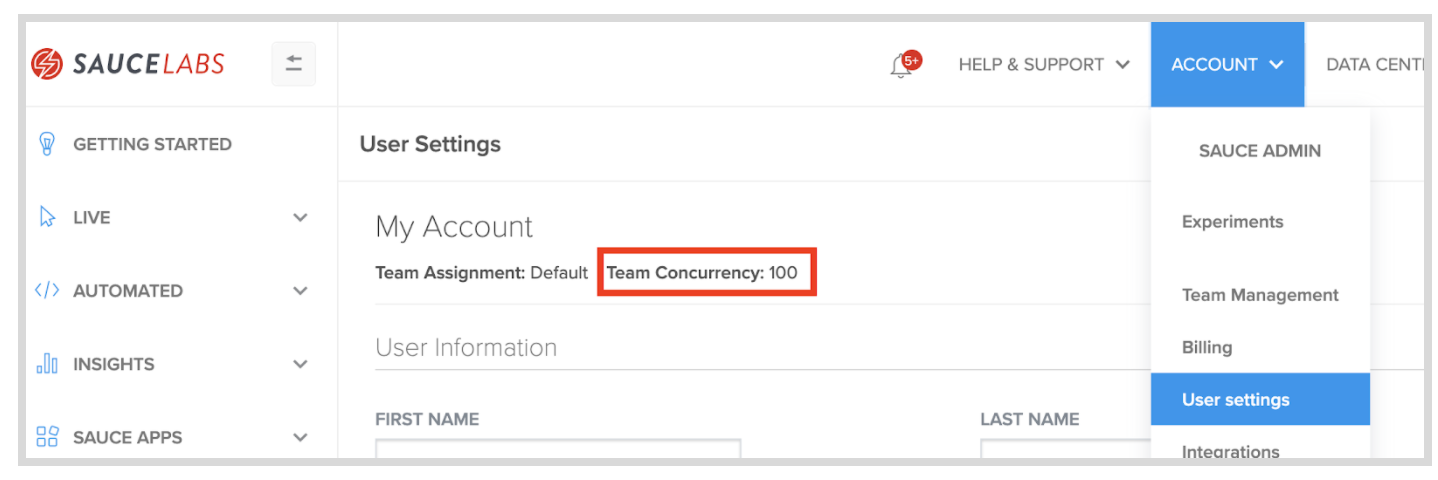 SAUCELABS
5+
HELP & SUPPORT
ACCOUNT
DATA CENT
GETTING STARTED
LIVE
</> AUTOMATED
INSIGHTS
SAUCE APPS
User Settings
My Account
Team Assignment: Default Team Concurrency: 100
User Information
FIRST NAME
LAST NAME
SAUCE ADMIN
Experiments
Team Management
Billing
User settings
Integrations